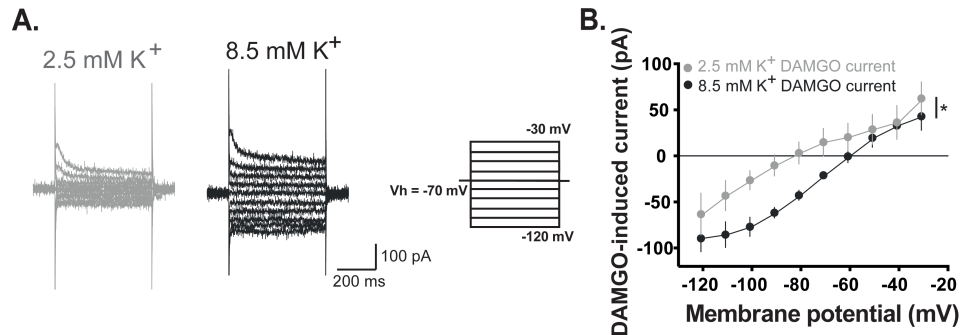 A.
2.5 mM K⁺
8.5 mM K⁺
-30 mV
Vh = -70 mV
-120 mV
100 pA
200 ms
B.
DAMGO-induced current (pA)
100
50
0
-50
-100
2.5 mM K⁺ DAMGO current
8.5 mM K⁺ DAMGO current
*
-120 -100 -80 -60 -40 -20
Membrane potential (mV)